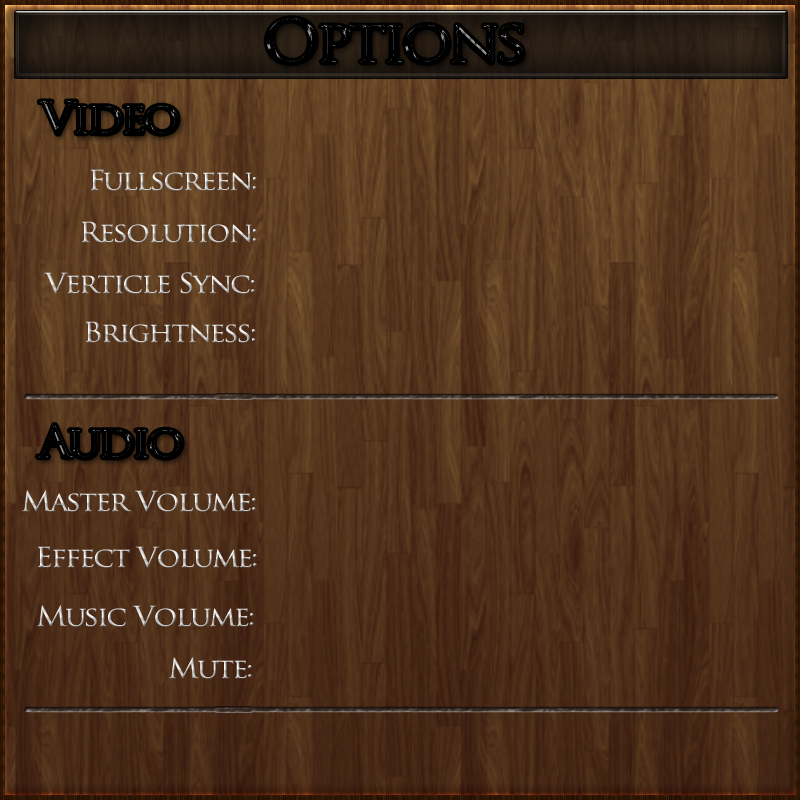 Options
Video
Fullscreen:
Resolution:
Verticle Sync:
Brightness:
Audio
Master Volume:
Effect Volume:
Music Volume:
Mute: